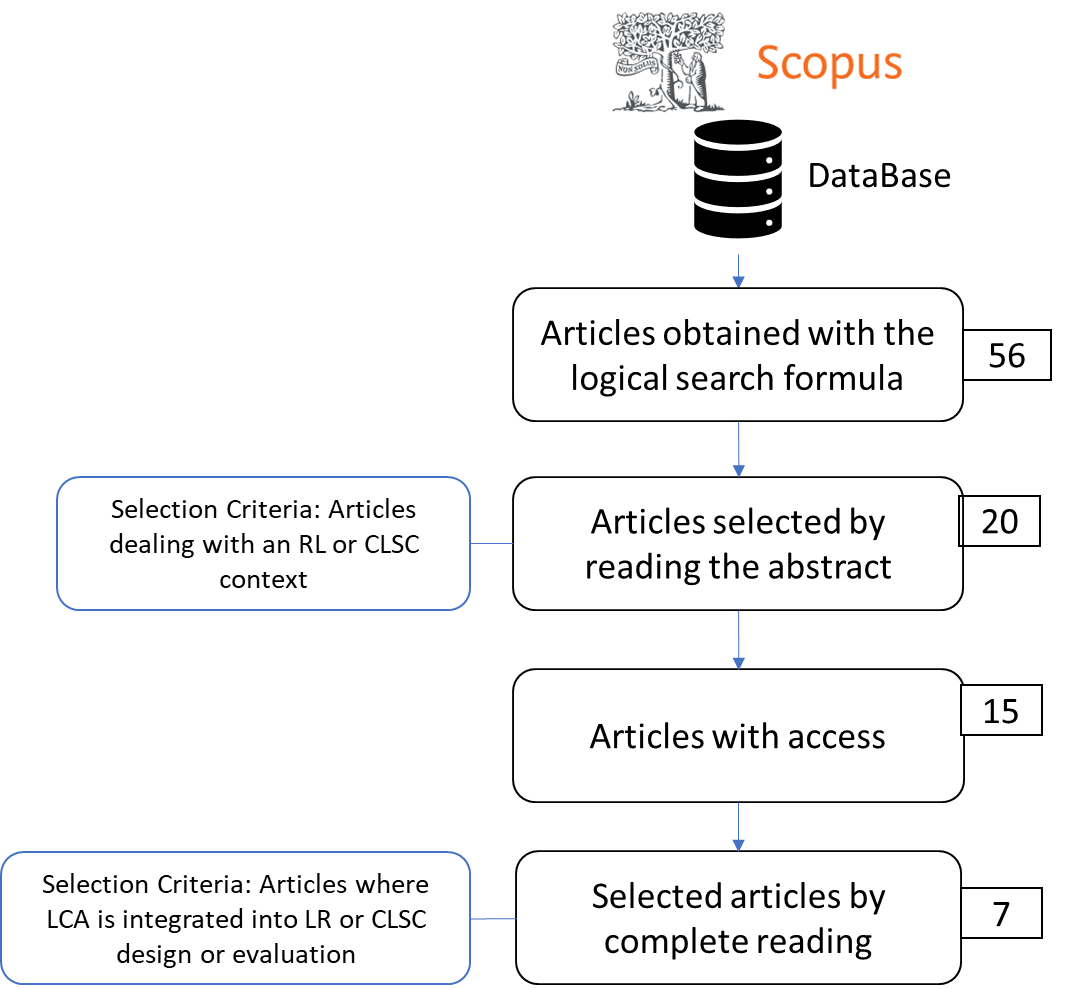 NON SOLUS
Scopus
DataBase
Articles obtained with the
logical search formula
56
Selection Criteria: Articles
dealing with an RL or CLSC
context
Articles selected by
reading the abstract
20
Articles with access
15
Selection Criteria: Articles where
LCA is integrated into LR or CLSC
design or evaluation
Selected articles by
complete reading
7